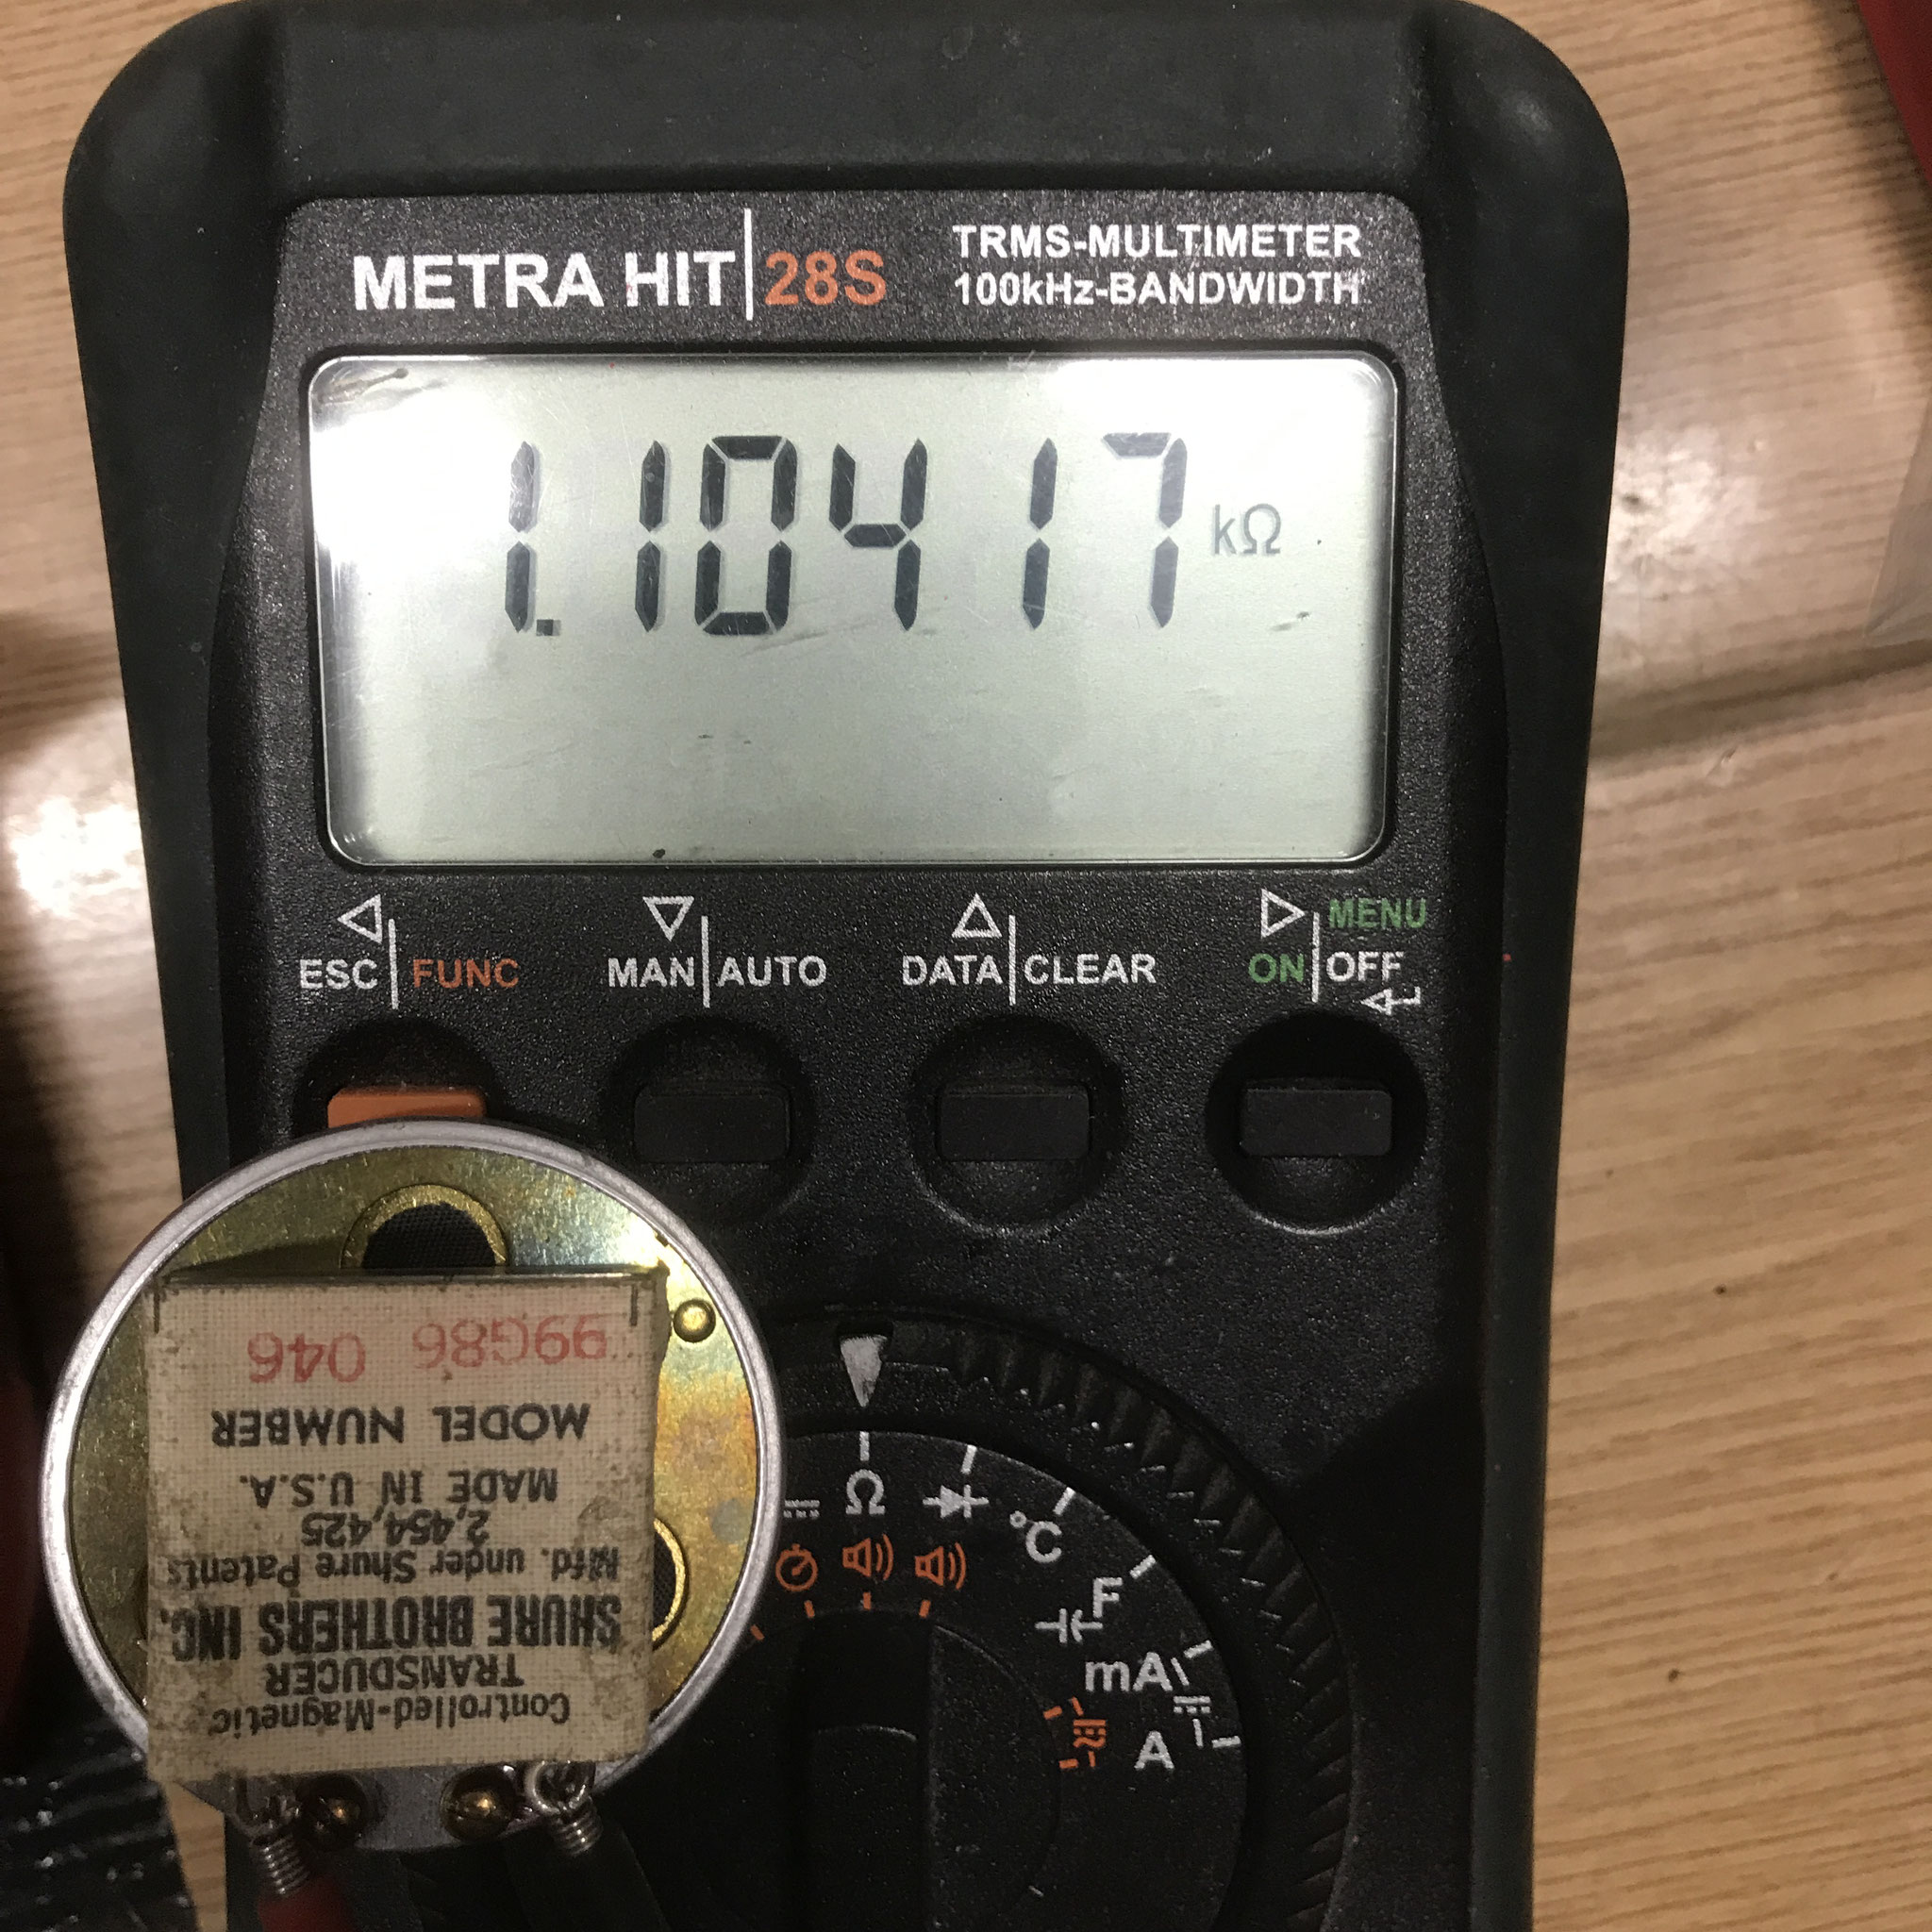 METRA HIT 28S
TRMS-MULTIMETER
100kHz-BANDWIDTH
1.10417 kΩ
ESC FUNC
MAN AUTO
DATA CLEAR
MENU
ON OFF
Ω
°C
F
mA
A
Controlled-Magnetic
TRANSDUCER
SHURE BROTHERS INC.
Mfd. under Shure Patents
2,454,425
MADE IN U.S.A.
MODEL NUMBER
99G86 046